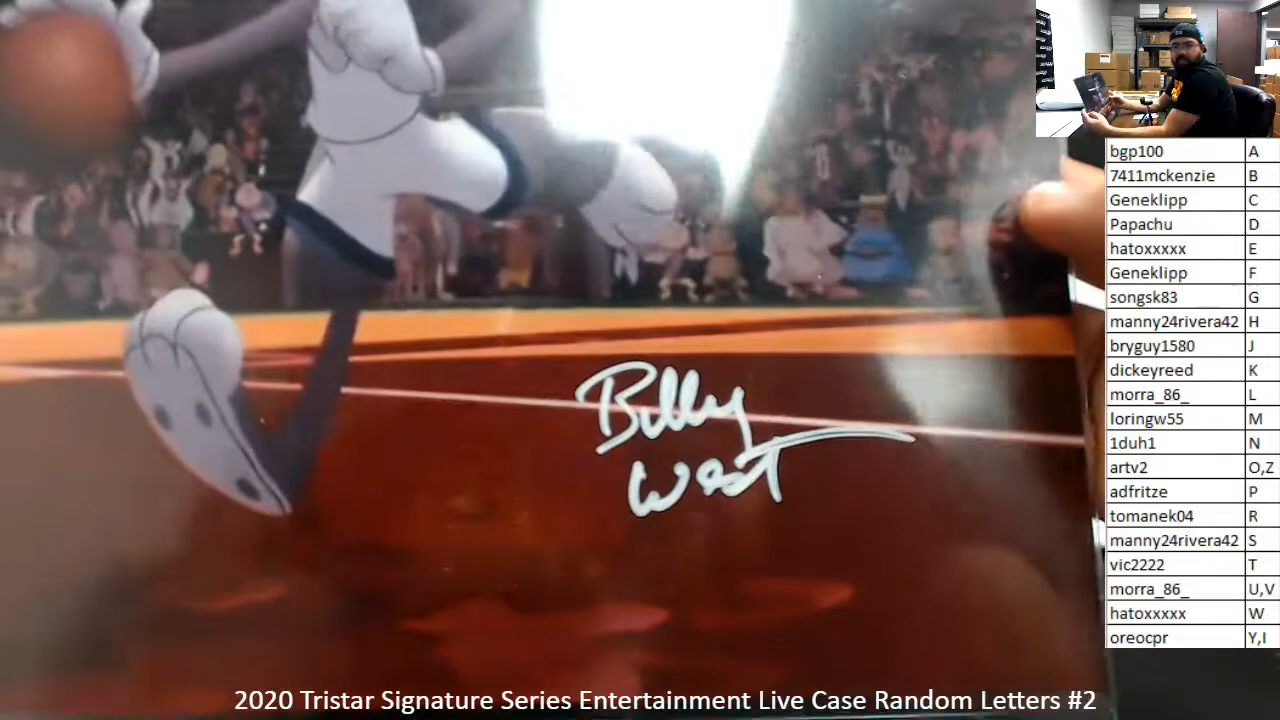 Billy
West
bgp100 A
7411mckenzie B
Geneklipp C
Papachu D
hatoxxxxx E
Geneklipp F
songsk83 G
manny24rivera42 H
bryguy1580 J
dickeyreed K
morra_86_ L
loringw55 M
1duh1 N
artv2 O,Z
adfritze P
tomanek04 R
manny24rivera42 S
vic2222 T
morra_86_ U,V
hatoxxxxx W
oreocpr Y,I
2020 Tristar Signature Series Entertainment Live Case Random Letters #2